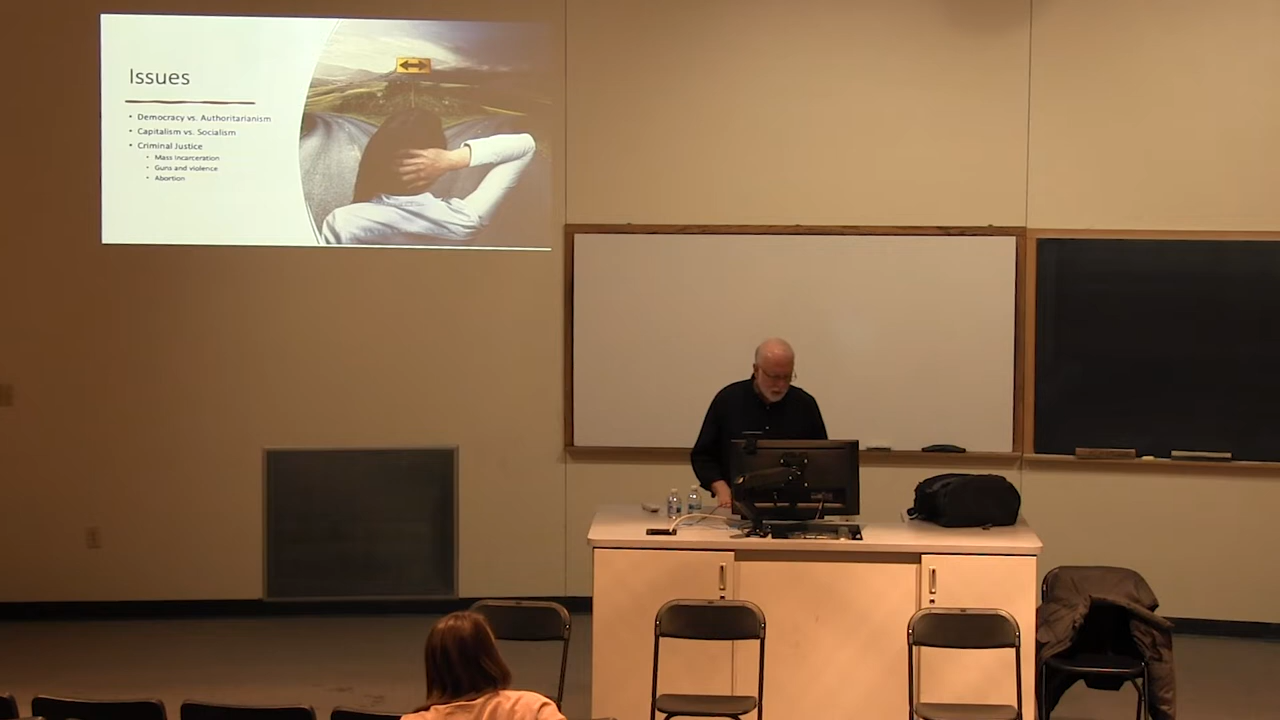 Issues
• Democracy vs. Authoritarianism
• Capitalism vs. Socialism
• Criminal Justice
• Mass Incarceration
• Guns and violence
• Abortion